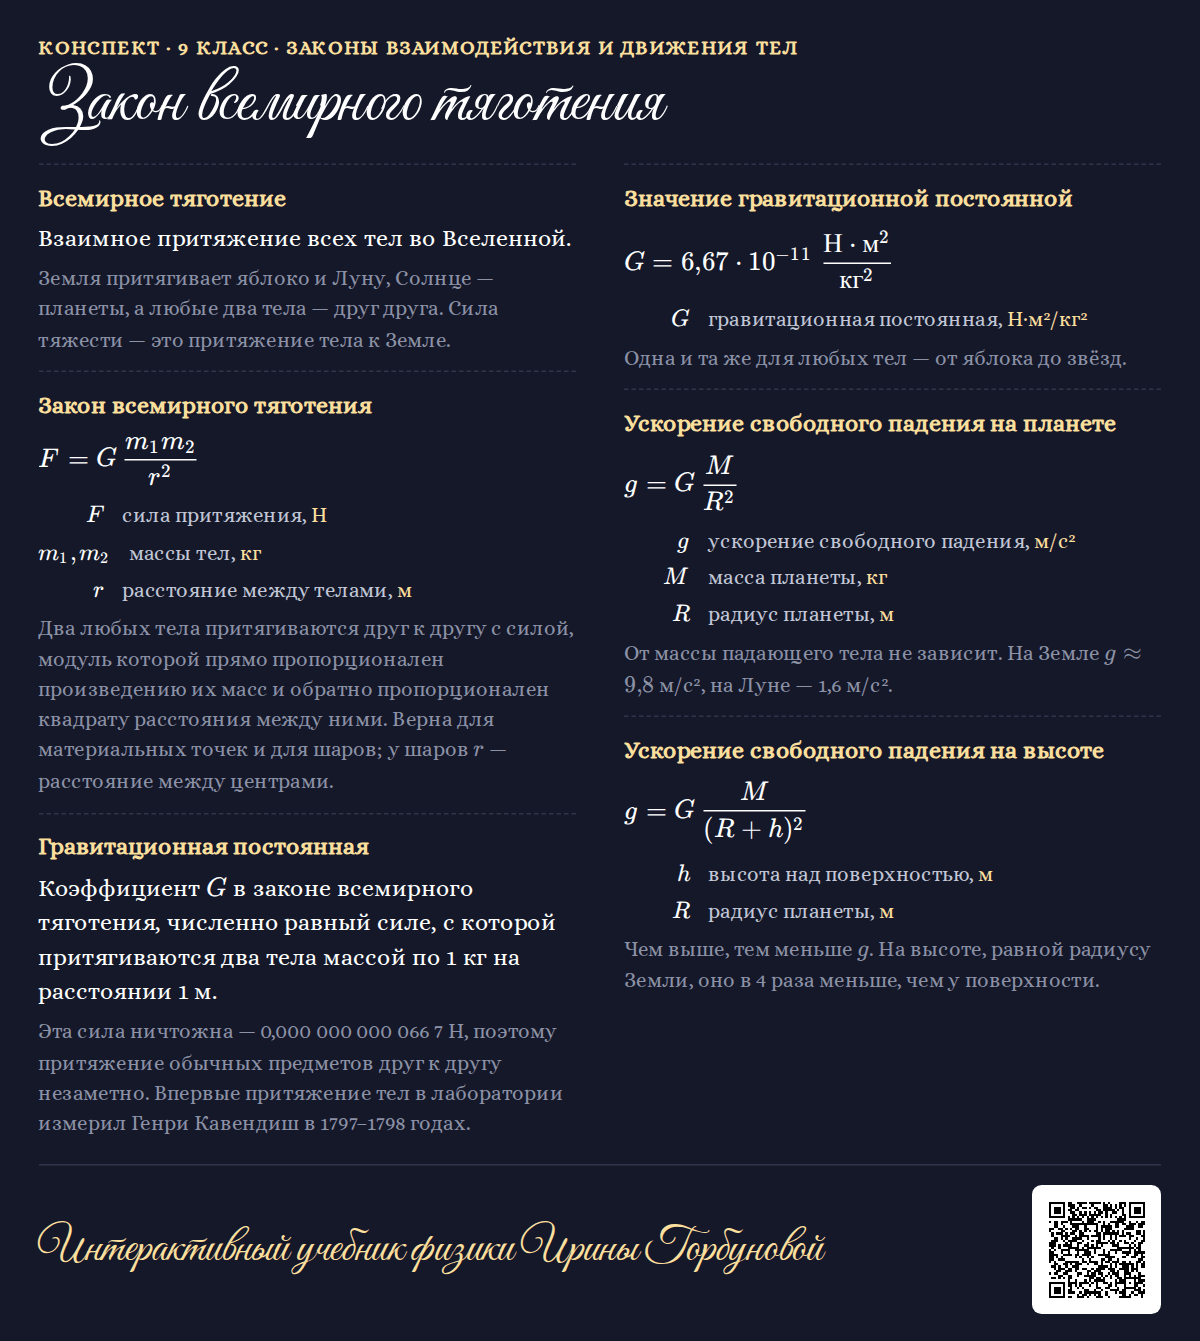 КОНСПЕКТ · 9 КЛАСС · ЗАКОНЫ ВЗАИМОДЕЙСТВИЯ И ДВИЖЕНИЯ ТЕЛ
Закон всемирного тяготения
Всемирное тяготение
Взаимное притяжение всех тел во Вселенной.
Земля притягивает яблоко и Луну, Солнце —
планеты, а любые два тела — друг друга. Сила
тяжести — это притяжение тела к Земле.
Закон всемирного тяготения
F = G m₁m₂ / r²
F сила притяжения, Н
m₁, m₂ массы тел, кг
r расстояние между телами, м
Два любых тела притягиваются друг к другу с силой,
модуль которой прямо пропорционален
произведению их масс и обратно пропорционален
квадрату расстояния между ними. Верна для
материальных точек и для шаров; у шаров r —
расстояние между центрами.
Гравитационная постоянная
Коэффициент G в законе всемирного
тяготения, численно равный силе, с которой
притягиваются два тела массой по 1 кг на
расстоянии 1 м.
Эта сила ничтожна — 0,000 000 000 066 7 Н, поэтому
притяжение обычных предметов друг к другу
незаметно. Впервые притяжение тел в лаборатории
измерил Генри Кавендиш в 1797–1798 годах.
Значение гравитационной постоянной
G = 6,67 · 10⁻¹¹ Н · м² / кг²
G гравитационная постоянная, Н·м²/кг²
Одна и та же для любых тел — от яблока до звёзд.
Ускорение свободного падения на планете
g = G M / R²
g ускорение свободного падения, м/с²
M масса планеты, кг
R радиус планеты, м
От массы падающего тела не зависит. На Земле g ≈
9,8 м/с², на Луне — 1,6 м/с².
Ускорение свободного падения на высоте
g = G M / (R + h)²
h высота над поверхностью, м
R радиус планеты, м
Чем выше, тем меньше g. На высоте, равной радиусу
Земли, оно в 4 раза меньше, чем у поверхности.
Интерактивный учебник физики Ирины Горбуновой